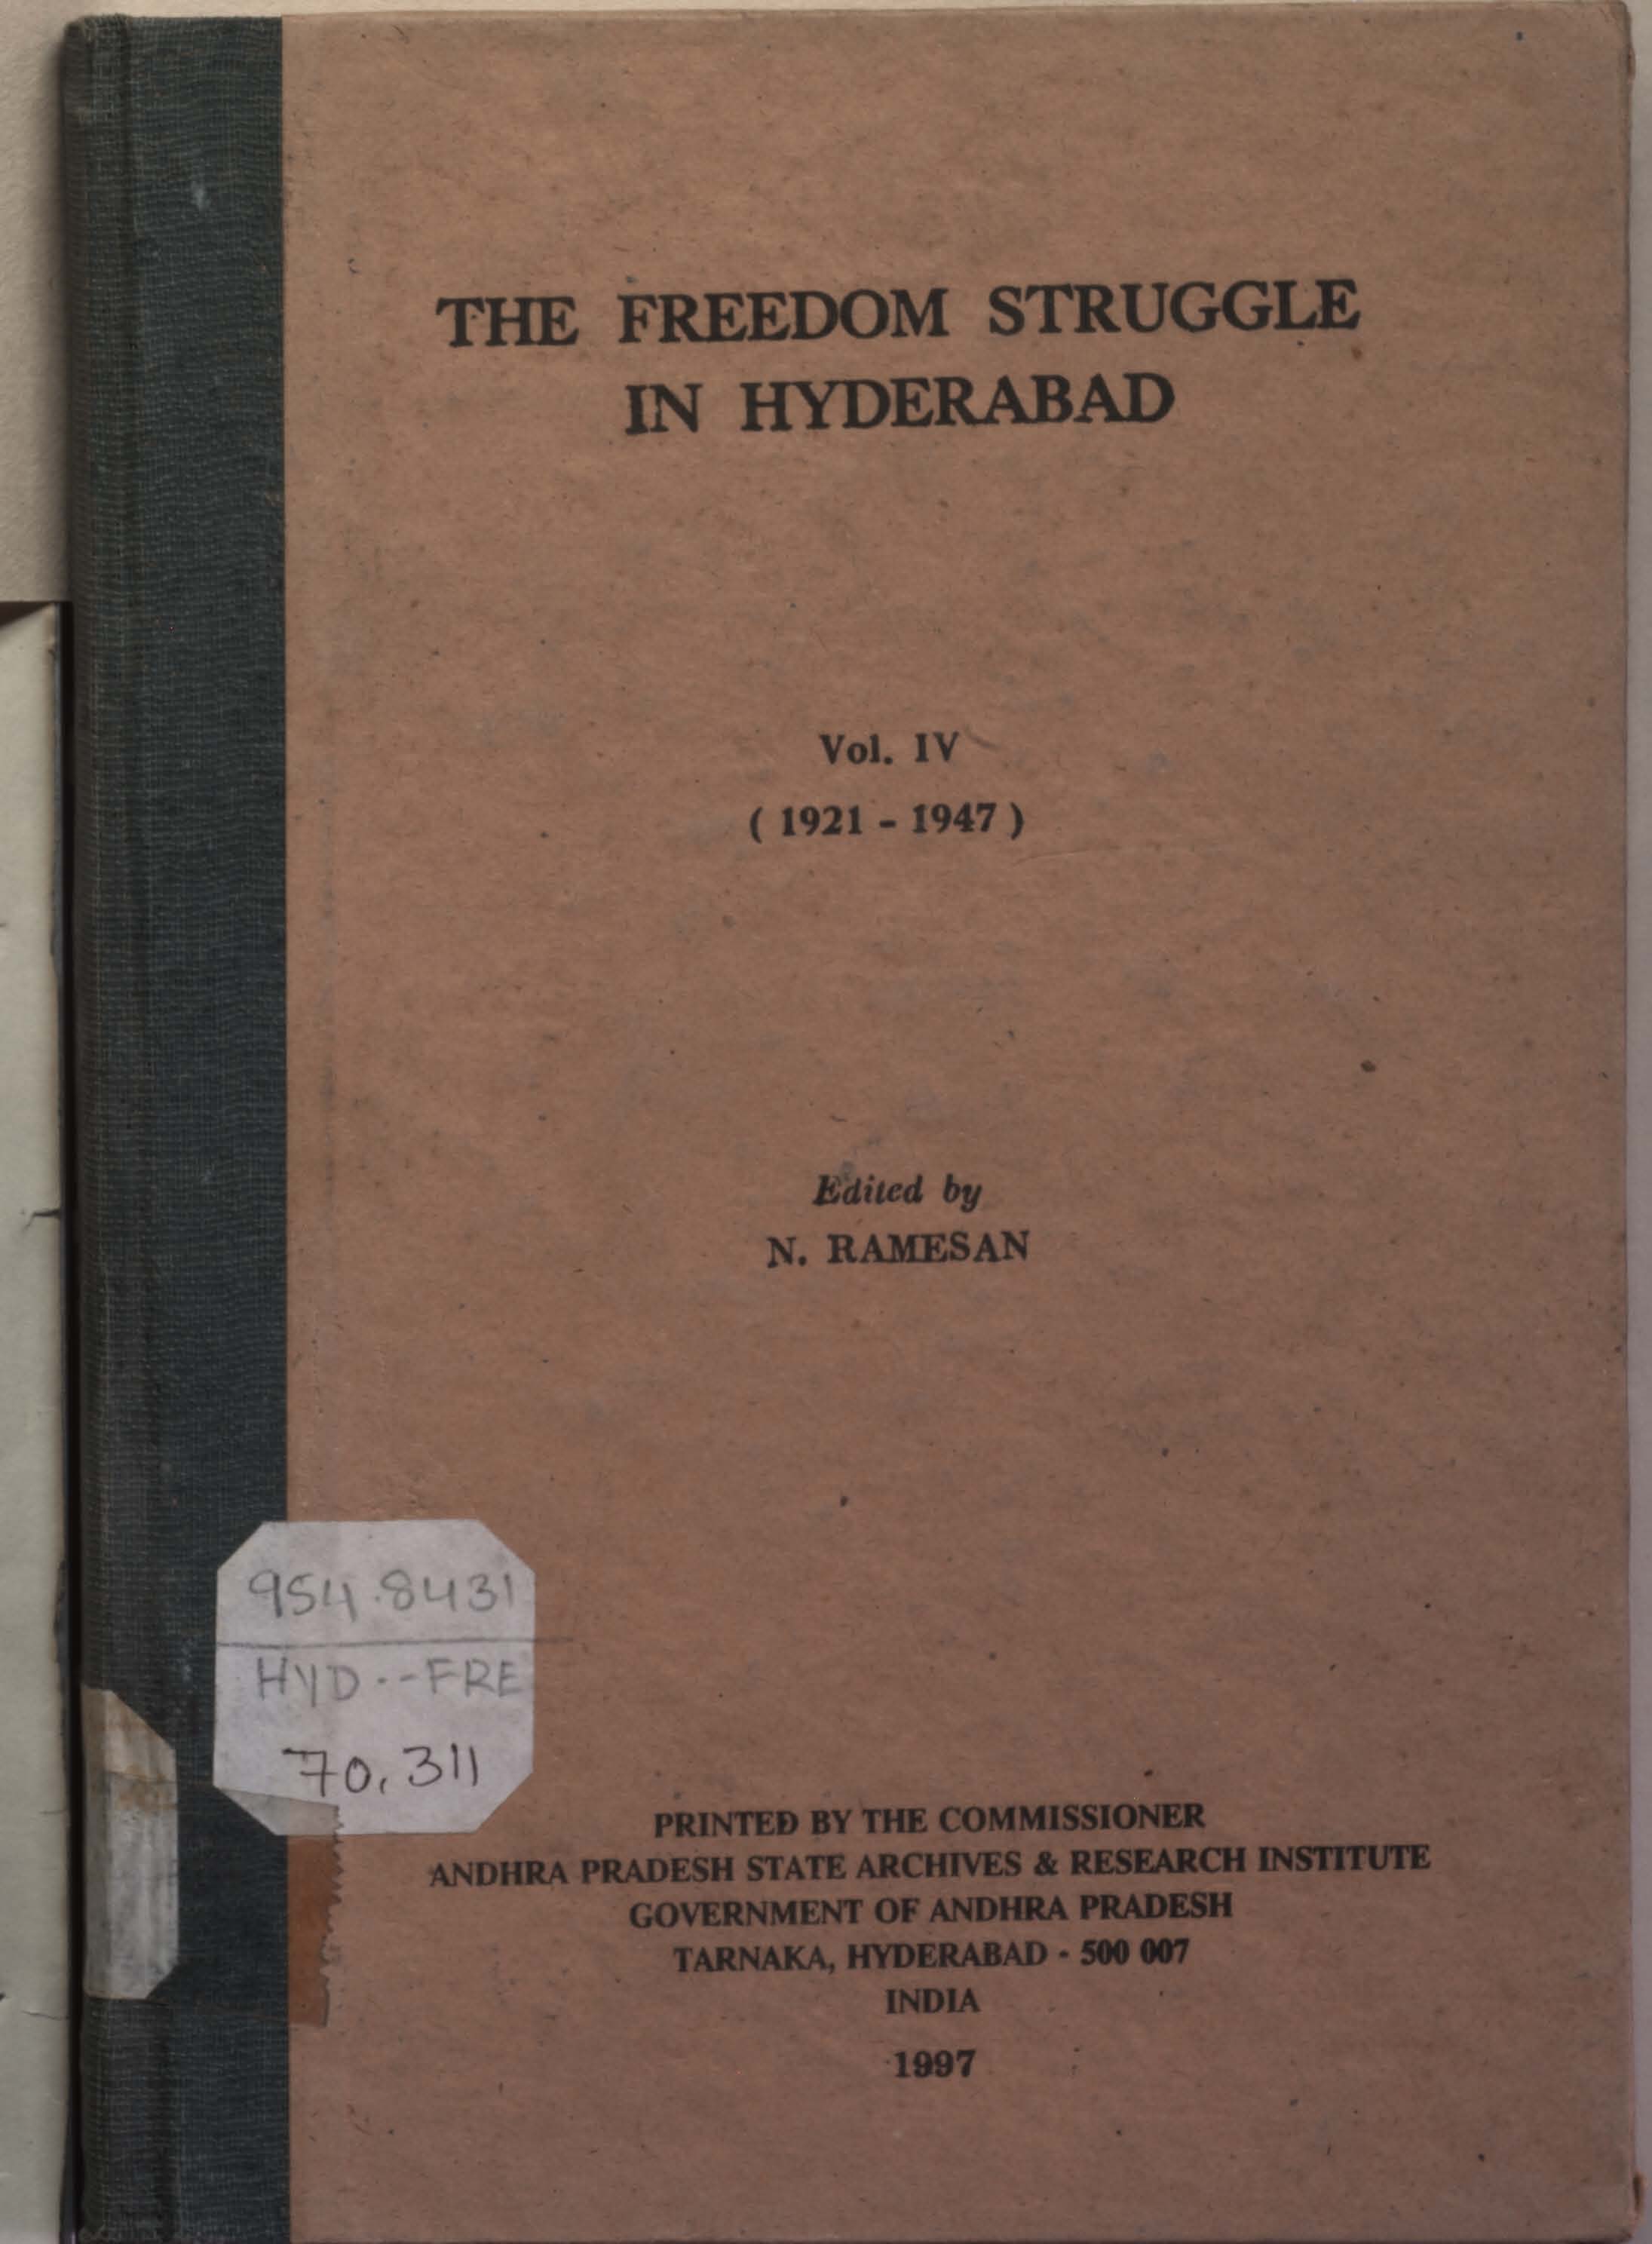 THE FREEDOM STRUGGLE
IN HYDERABAD
Vol. IV
( 1921 - 1947 )
Edited by
N. RAMESAN
954.8431
HYD--FRE
70,311
PRINTED BY THE COMMISSIONER
ANDHRA PRADESH STATE ARCHIVES & RESEARCH INSTITUTE
GOVERNMENT OF ANDHRA PRADESH
TARNAKA, HYDERABAD - 500 007
INDIA
1997